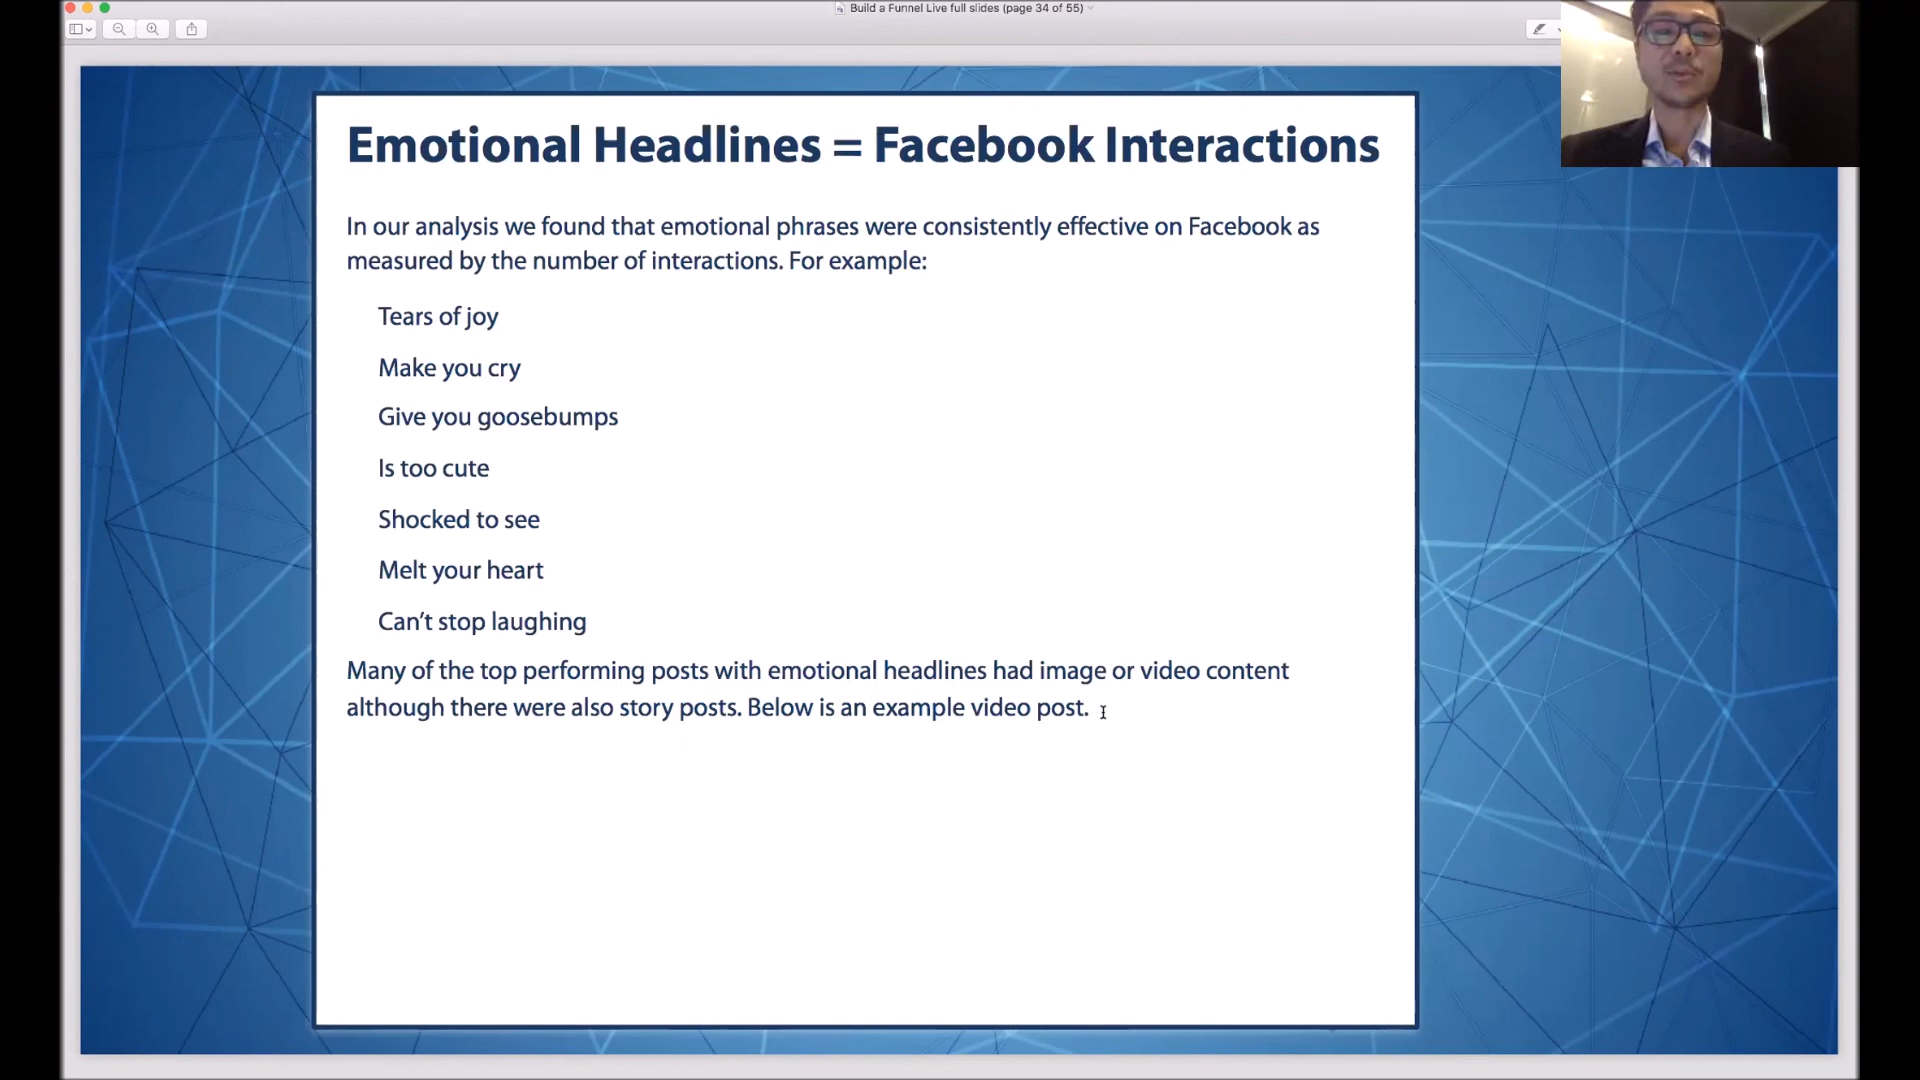 Build a Funnel Live full slides (page 34 of 55)
Emotional Headlines = Facebook Interactions
In our analysis we found that emotional phrases were consistently effective on Facebook as
measured by the number of interactions. For example:
Tears of joy
Make you cry
Give you goosebumps
Is too cute
Shocked to see
Melt your heart
Can’t stop laughing
Many of the top performing posts with emotional headlines had image or video content
although there were also story posts. Below is an example video post.